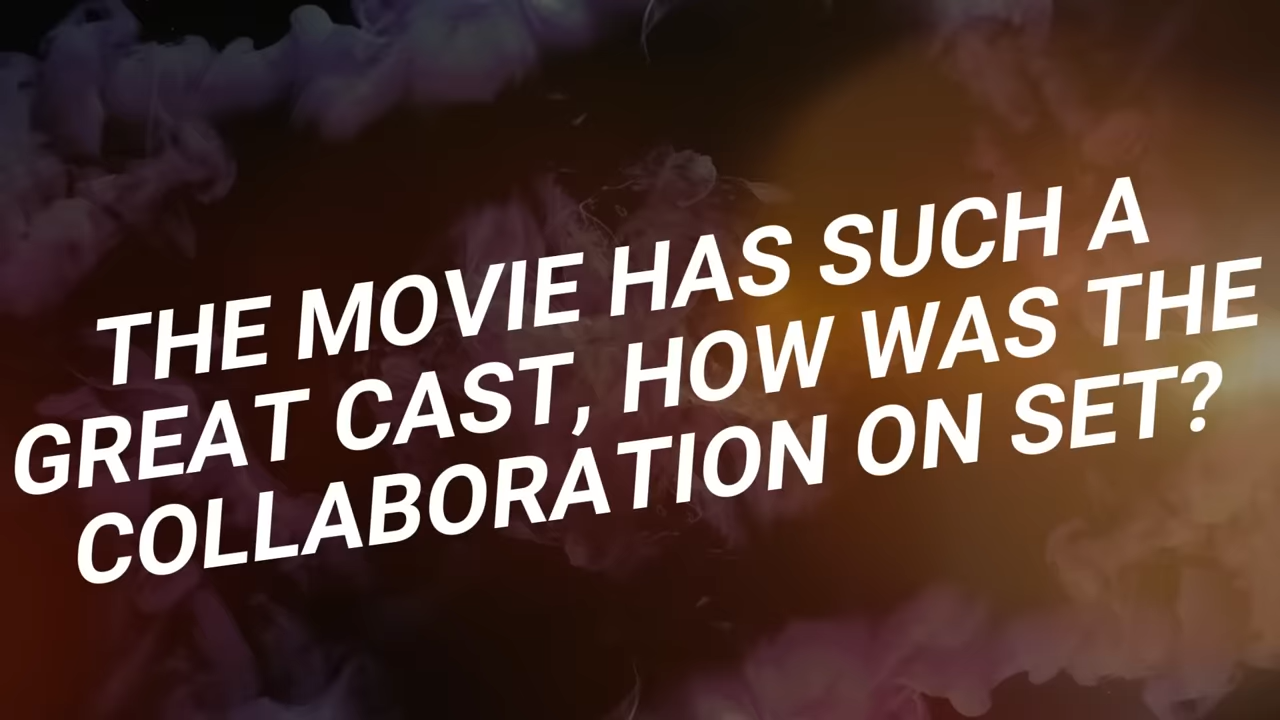 THE MOVIE HAS SUCH A
GREAT CAST, HOW WAS THE
COLLABORATION ON SET?